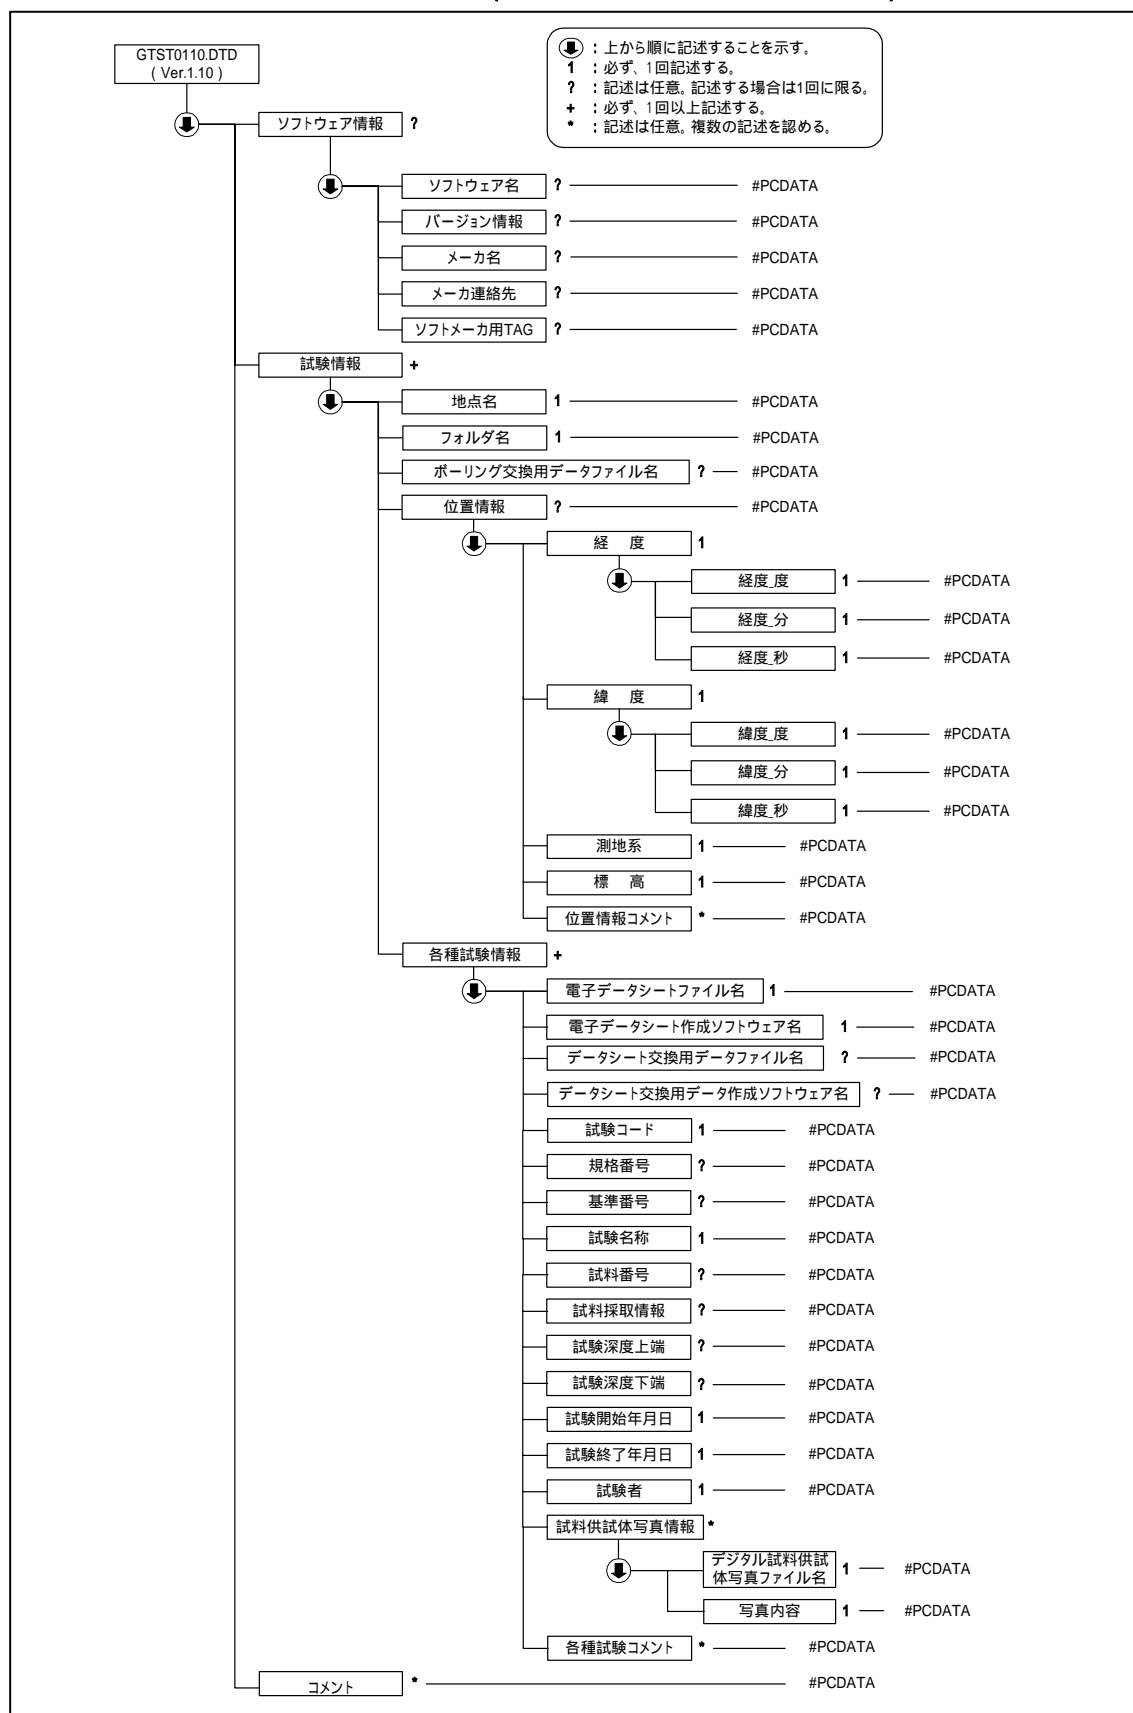 GTST0110.DTD
( Ver.1.10 )
：上から順に記述することを示す。
1 ：必ず、1回記述する。
? ：記述は任意。記述する場合は1回に限る。
+ ：必ず、1回以上記述する。
* ：記述は任意。複数の記述を認める。
ソフトウェア情報 ?
ソフトウェア名 ? #PCDATA
バージョン情報 ? #PCDATA
メーカ名 ? #PCDATA
メーカ連絡先 ? #PCDATA
ソフトメーカ用TAG ? #PCDATA
試験情報 +
地点名 1 #PCDATA
フォルダ名 1 #PCDATA
ボーリング交換用データファイル名 ? #PCDATA
位置情報 ? #PCDATA
経 度 1
経度_度 1 #PCDATA
経度_分 1 #PCDATA
経度_秒 1 #PCDATA
緯 度 1
緯度_度 1 #PCDATA
緯度_分 1 #PCDATA
緯度_秒 1 #PCDATA
測地系 1 #PCDATA
標 高 1 #PCDATA
位置情報コメント * #PCDATA
各種試験情報 +
電子データシートファイル名 1 #PCDATA
電子データシート作成ソフトウェア名 1 #PCDATA
データシート交換用データファイル名 ? #PCDATA
データシート交換用データ作成ソフトウェア名 ? #PCDATA
試験コード 1 #PCDATA
規格番号 ? #PCDATA
基準番号 ? #PCDATA
試験名称 1 #PCDATA
試料番号 ? #PCDATA
試料採取情報 ? #PCDATA
試験深度上端 ? #PCDATA
試験深度下端 ? #PCDATA
試験開始年月日 1 #PCDATA
試験終了年月日 1 #PCDATA
試験者 1 #PCDATA
試料供試体写真情報 *
デジタル試料供試
体写真ファイル名 1 #PCDATA
写真内容 1 #PCDATA
各種試験コメント * #PCDATA
コメント * #PCDATA